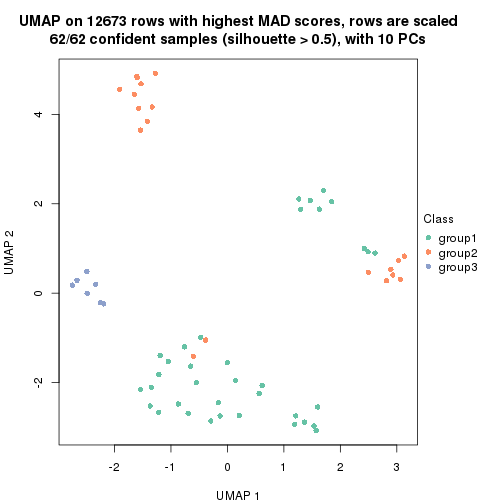 UMAP on 12673 rows with highest MAD scores, rows are scaled
62/62 confident samples (silhouette > 0.5), with 10 PCs
4
2
0
-2
UMAP 2
-2
-1
0
1
2
3
UMAP 1
Class
group1
group2
group3